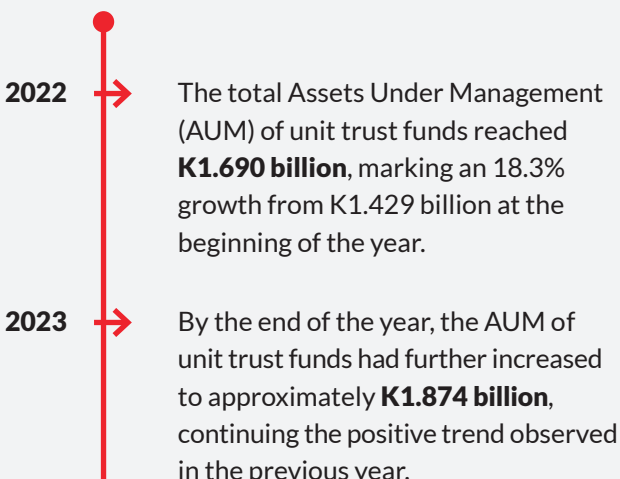 2022
The total Assets Under Management
(AUM) of unit trust funds reached
K1.690 billion, marking an 18.3%
growth from K1.429 billion at the
beginning of the year.
2023
By the end of the year, the AUM of
unit trust funds had further increased
to approximately K1.874 billion,
continuing the positive trend observed
in the previous year.